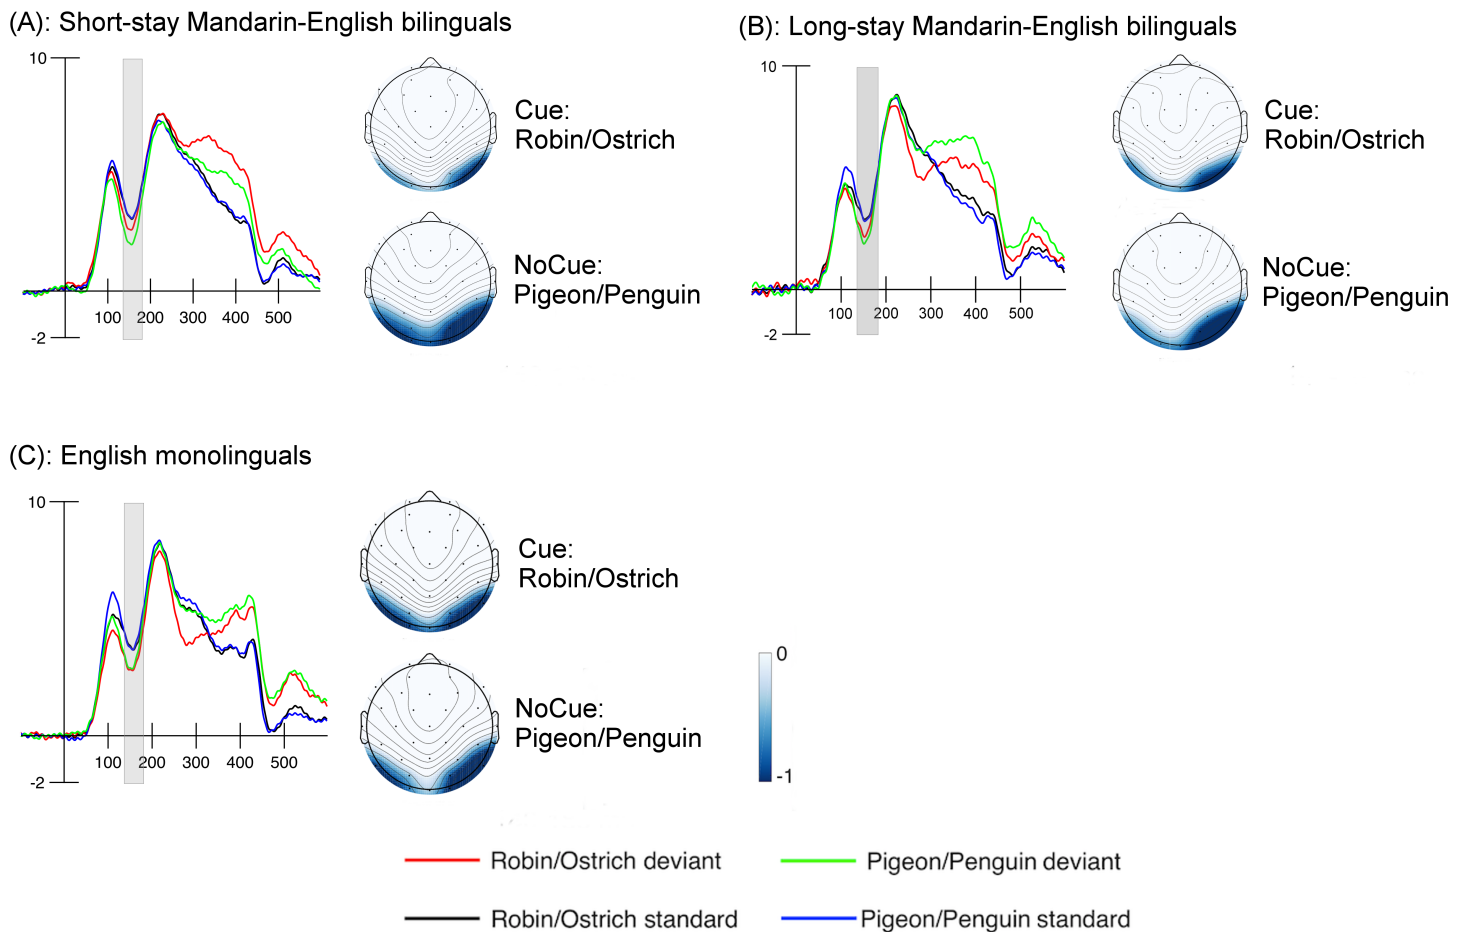 (A): Short-stay Mandarin-English bilinguals
10
-2
100 200 300 400 500
Cue:
Robin/Ostrich
NoCue:
Pigeon/Penguin
(B): Long-stay Mandarin-English bilinguals
10
-2
100 200 300 400 500
Cue:
Robin/Ostrich
NoCue:
Pigeon/Penguin
(C): English monolinguals
10
-2
100 200 300 400 500
Cue:
Robin/Ostrich
NoCue:
Pigeon/Penguin
0
-1
Robin/Ostrich deviant
Pigeon/Penguin deviant
Robin/Ostrich standard
Pigeon/Penguin standard